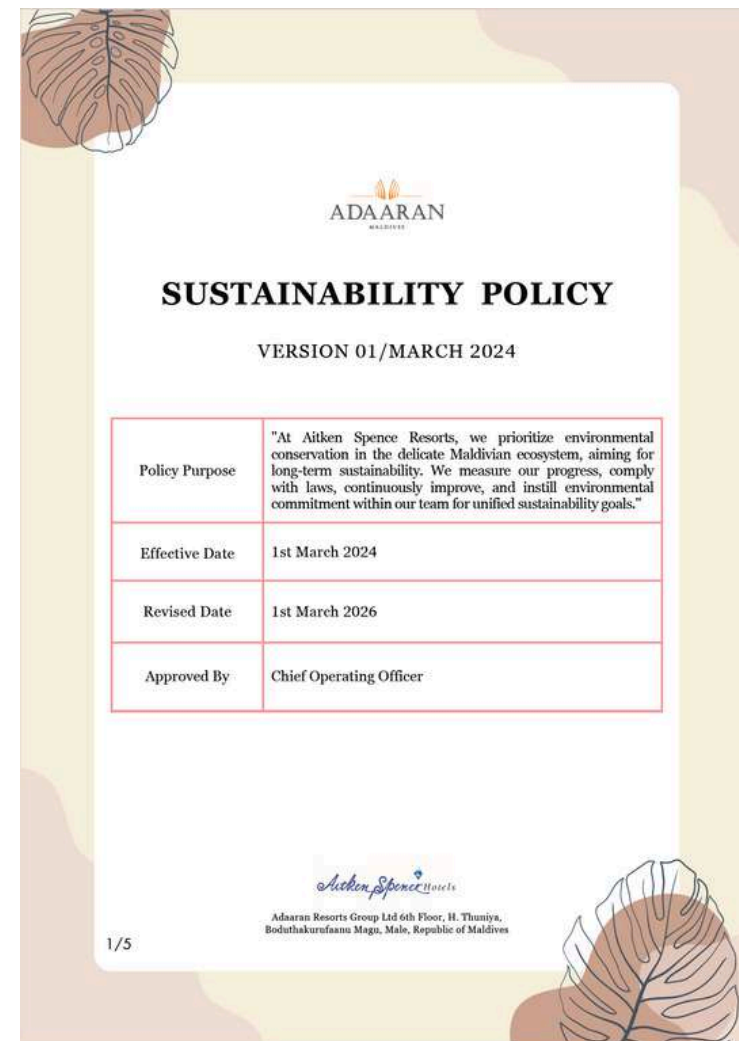 ADAARAN
MALDIVES
SUSTAINABILITY POLICY
VERSION 01/MARCH 2024
Policy Purpose
"At Aitken Spence Resorts, we prioritize environmental
conservation in the delicate Maldivian ecosystem, aiming for
long-term sustainability. We measure our progress, comply
with laws, continuously improve, and instill environmental
commitment within our team for unified sustainability goals."
Effective Date
1st March 2024
Revised Date
1st March 2026
Approved By
Chief Operating Officer
Aitken Spence Hotels
Adaaran Resorts Group Ltd 6th Floor, H. Thuniya,
Boduthakurufaanu Magu, Male, Republic of Maldives
1/5